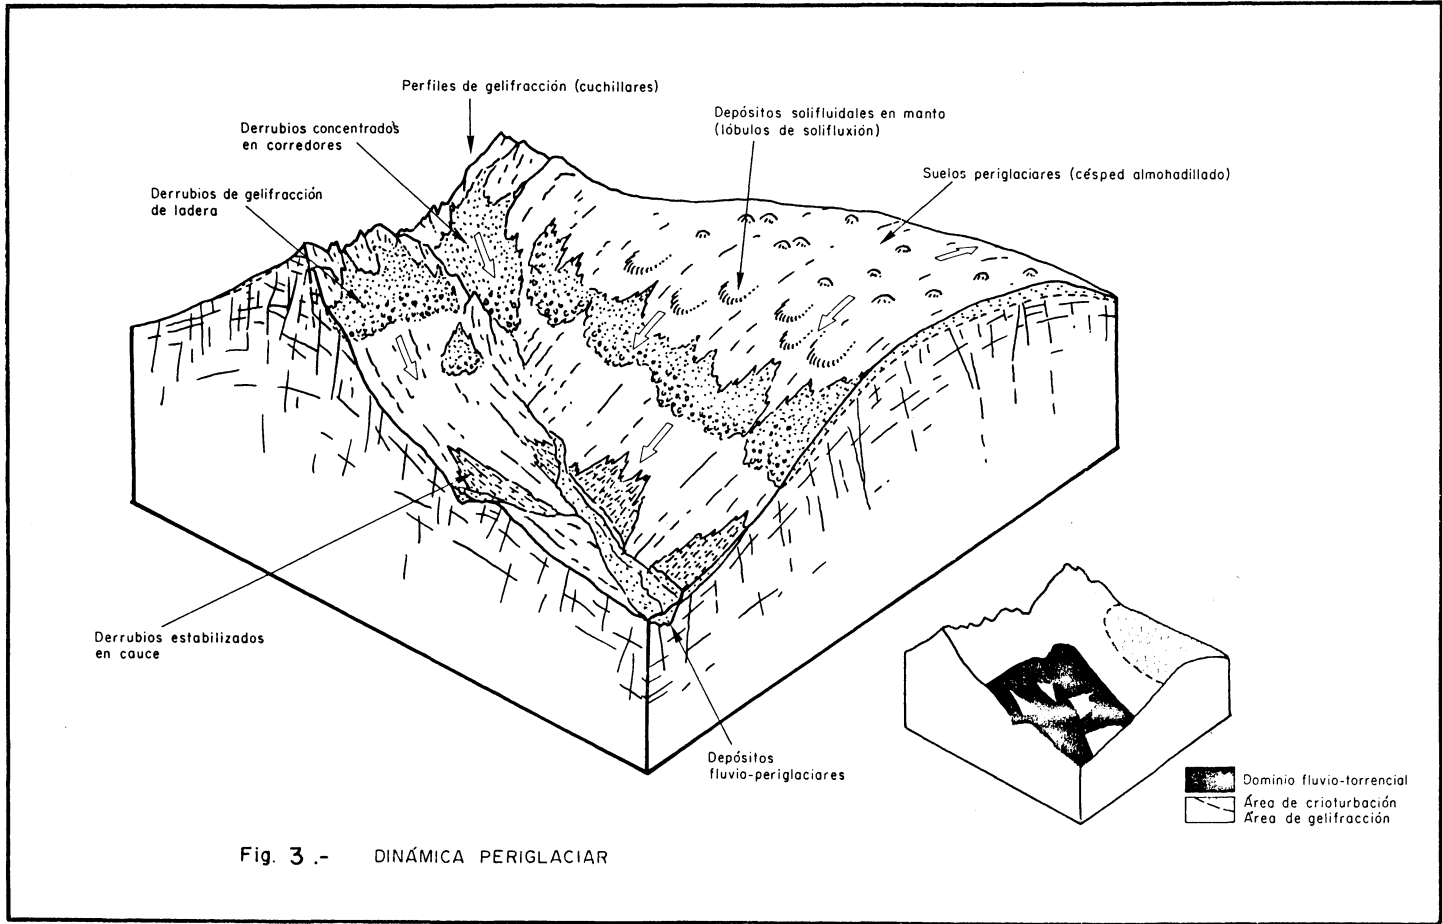 Perfiles de gelifracción (cuchillares)
Depósitos solifluidales en manto
(lóbulos de solifluxión)
Derrubios concentrados
en corredores
Suelos periglaciares (césped almohadillado)
Derrubios de gelifracción
de ladera
Derrubios estabilizados
en cauce
Depósitos
fluvio-periglaciares
Dominio fluvio-torrencial
Área de crioturbación
Área de gelifracción
Fig. 3.- DINÁMICA PERIGLACIAR